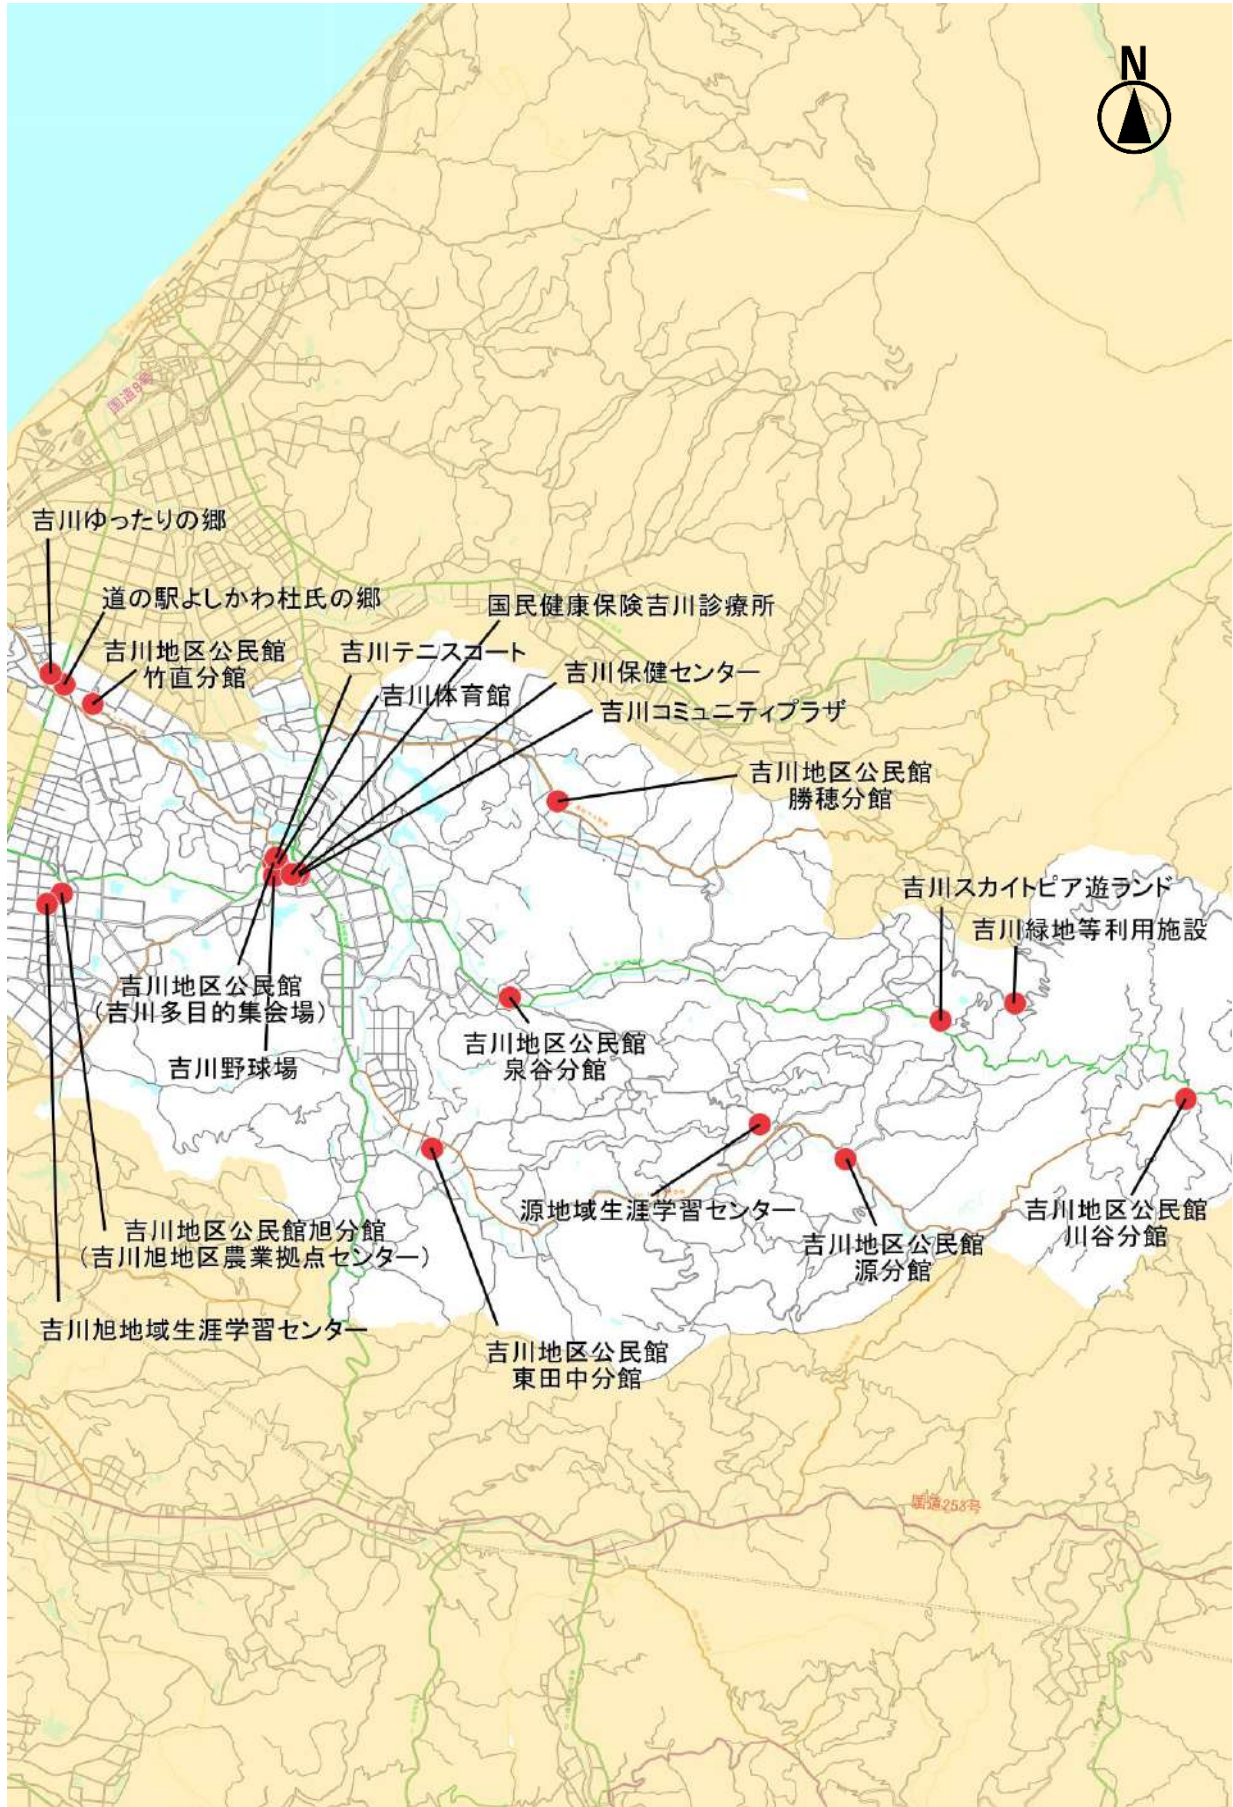 N
国道8号
吉川ゆったりの郷
道の駅よしかわ杜氏の郷
国民健康保険吉川診療所
吉川地区公民館
竹直分館
吉川テニスコート
吉川保健センター
吉川体育館
吉川コミュニティプラザ
吉川地区公民館
勝穂分館
吉川スカイトピア遊ランド
吉川緑地等利用施設
吉川地区公民館
(吉川多目的集会場)
吉川野球場
吉川地区公民館
泉谷分館
源地域生涯学習センター
吉川地区公民館
川谷分館
吉川地区公民館旭分館
(吉川旭地区農業拠点センター)
吉川地区公民館
源分館
吉川旭地域生涯学習センター
吉川地区公民館
東田中分館
国道253号